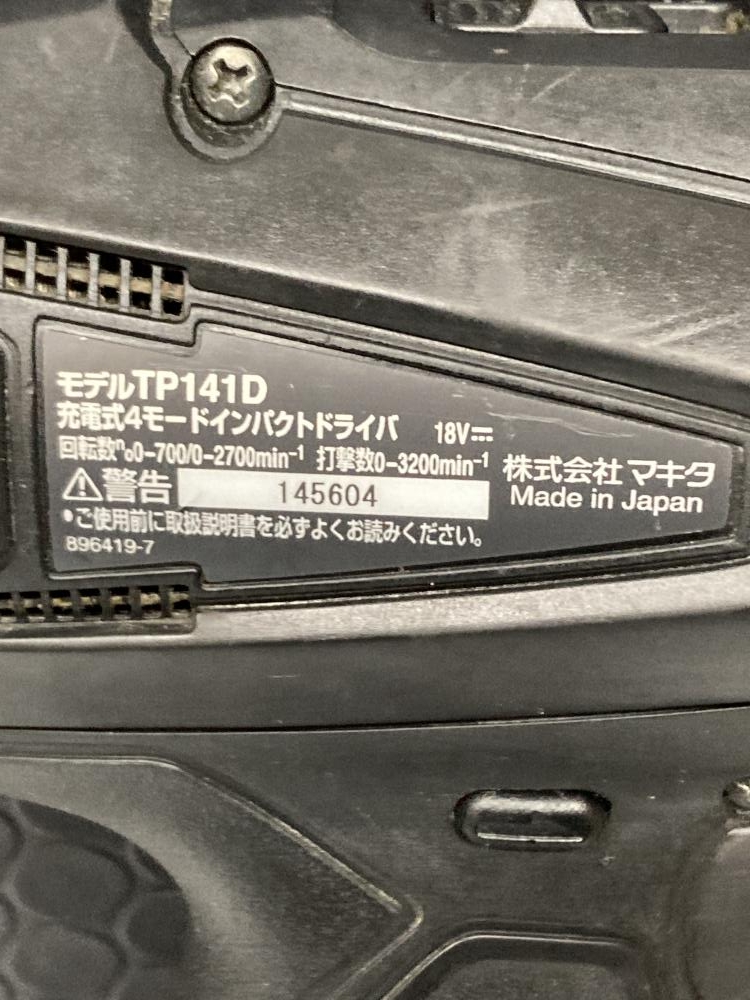 モデルTP141D
充電式4モードインパクトドライバ 18V⎓
回転数n₀0-700/0-2700min⁻¹ 打撃数0-3200min⁻¹
⚠警告 145604
•ご使用前に取扱説明書を必ずよくお読みください。
896419-7
株式会社マキタ
Made in Japan